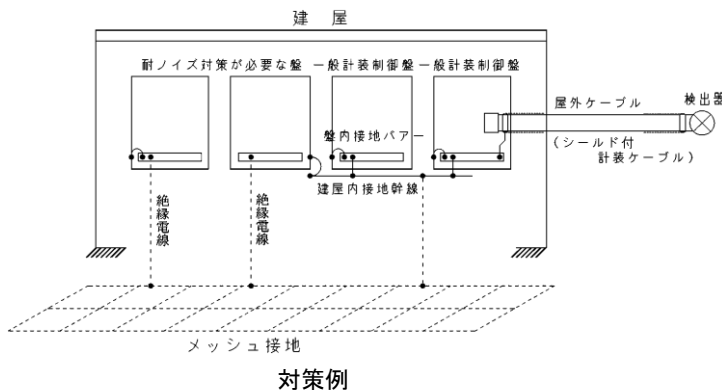 建屋
耐ノイズ対策が必要な盤
一般計装制御盤
一般計装制御盤
屋外ケーブル
検出器
盤内接地バアー
(シールド付
計装ケーブル)
建屋内接地幹線
絶縁電線
絶縁電線
メッシュ接地
対策例